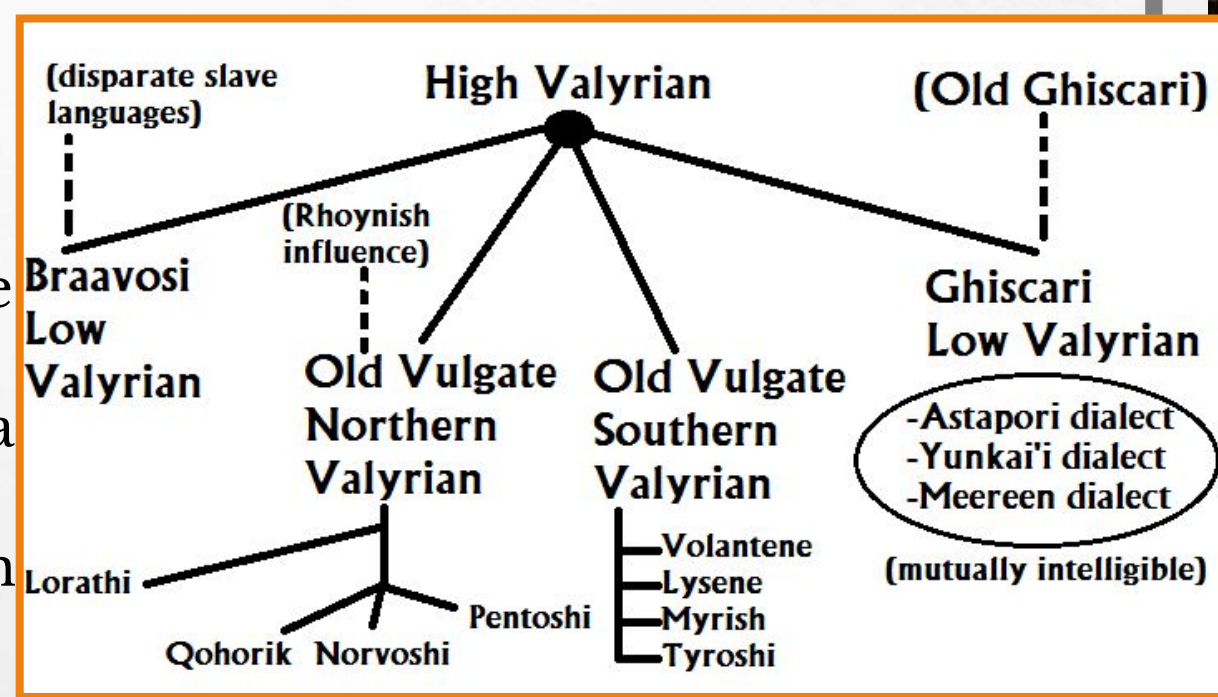 (disparate slave
languages)
High Valyrian
(Old Ghiscari)
(Rhoynish
influence)
Braavosi
Low
Valyrian
Old Vulgate
Northern
Valyrian
Old Vulgate
Southern
Valyrian
Ghiscari
Low Valyrian
-Astapori dialect
-Yunkai'i dialect
-Meereen dialect
(mutually intelligible)
Lorathi
Qohorik
Norvoshi
Pentoshi
Volantene
Lysene
Myrish
Tyroshi